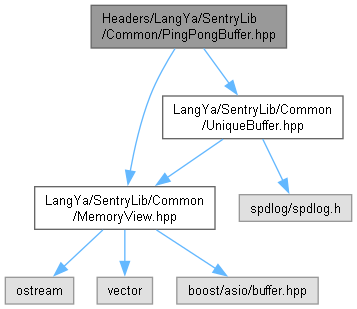 Headers/LangYa/SentryLib
/Common/PingPongBuffer.hpp
LangYa/SentryLib/Common
/UniqueBuffer.hpp
LangYa/SentryLib/Common
/MemoryView.hpp
spdlog/spdlog.h
ostream
vector
boost/asio/buffer.hpp